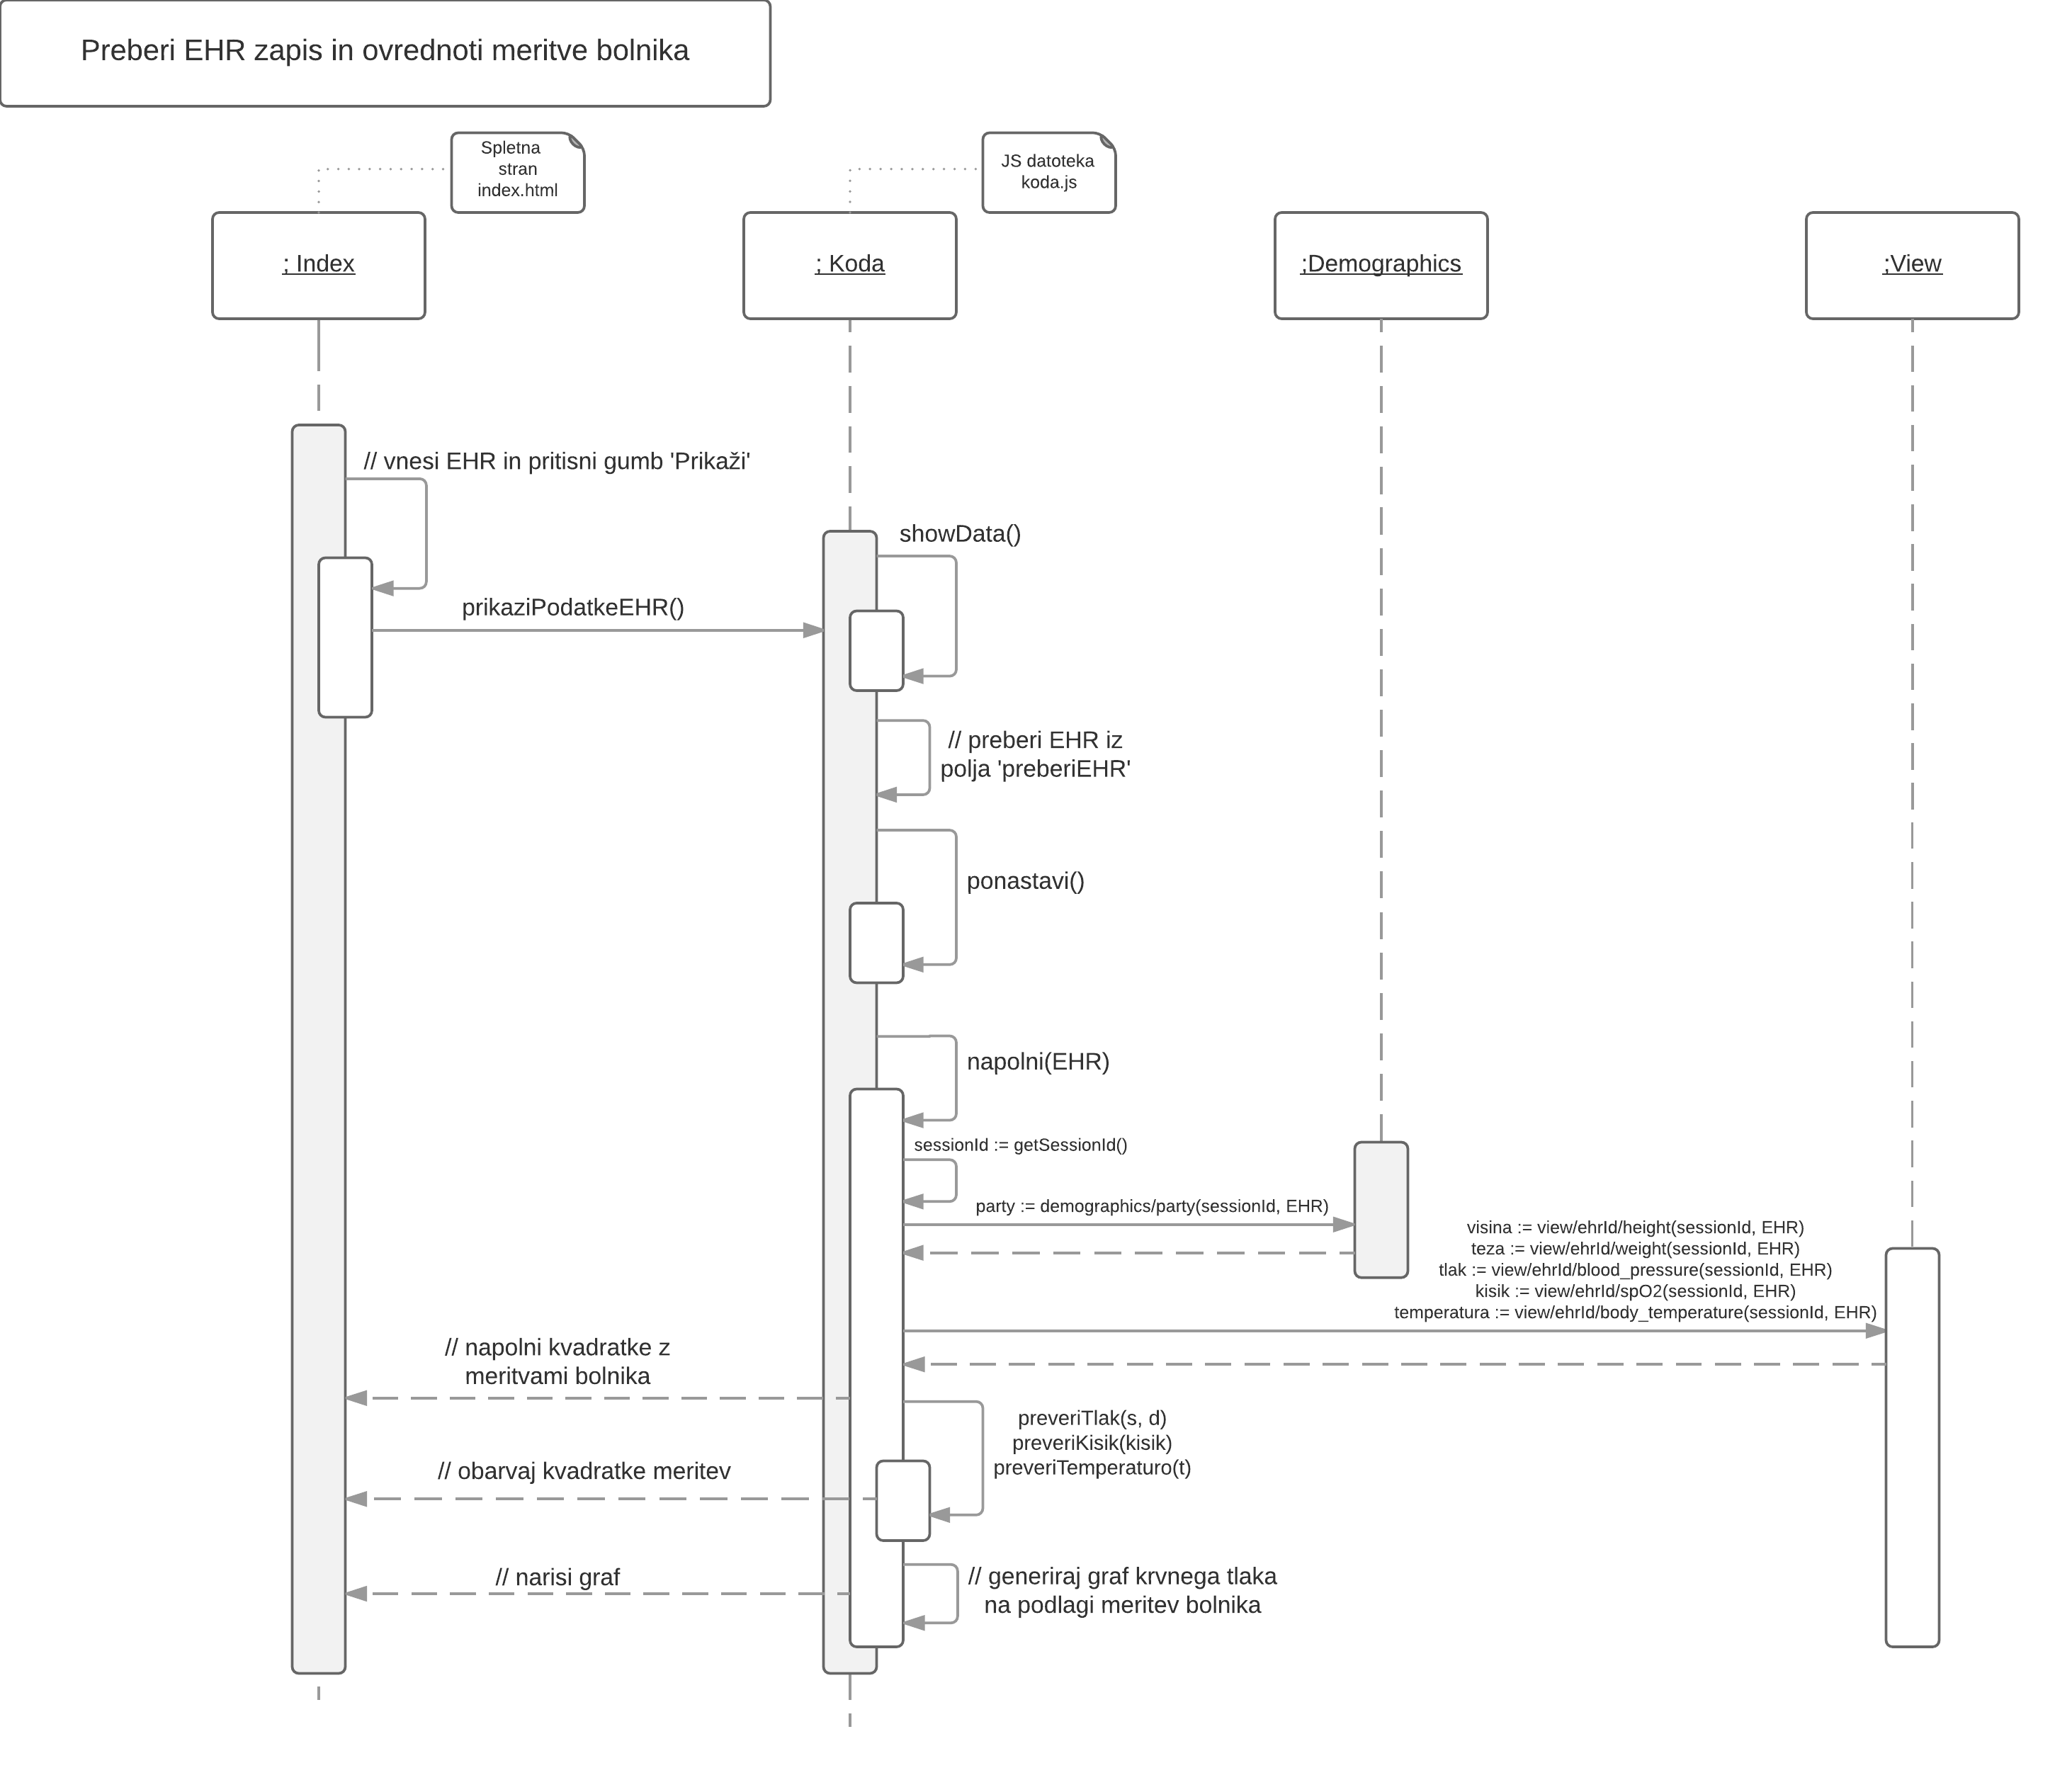 Preberi EHR zapis in ovrednoti meritve bolnika
Spletna
stran
index.html
JS datoteka
koda.js
; Index
; Koda
;Demographics
;View
// vnesi EHR in pritisni gumb 'Prikaži'
showData()
prikaziPodatkeEHR()
// preberi EHR iz
polja 'preberiEHR'
ponastavi()
napolni(EHR)
sessionId := getSessionId()
party := demographics/party(sessionId, EHR)
visina := view/ehrId/height(sessionId, EHR)
teza := view/ehrId/weight(sessionId, EHR)
tlak := view/ehrId/blood_pressure(sessionId, EHR)
kisik := view/ehrId/spO2(sessionId, EHR)
temperatura := view/ehrId/body_temperature(sessionId, EHR)
// napolni kvadratke z
meritvami bolnika
preveriTlak(s, d)
preveriKisik(kisik)
preveriTemperaturo(t)
// obarvaj kvadratke meritev
// narisi graf
// generiraj graf krvnega tlaka
na podlagi meritev bolnika